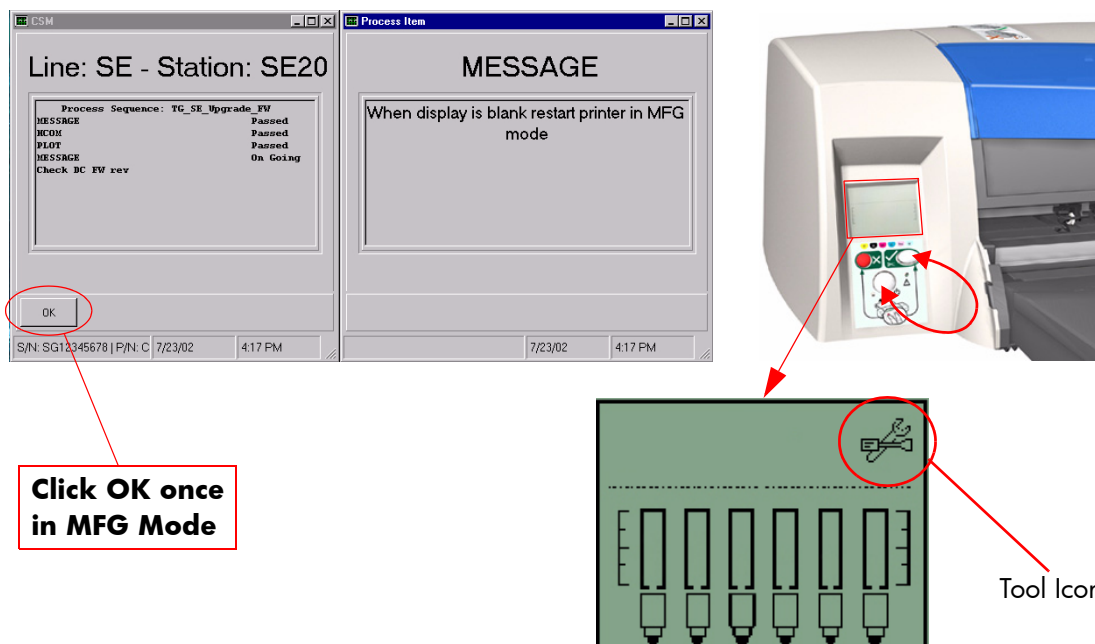 CSM
Line: SE - Station: SE20
Process Sequence: TG_SE_Upgrade_FW
MESSAGE Passed
NCOM Passed
PLOT Passed
MESSAGE On Going
Check DC FW rev
OK
S/N: SG12345678 | P/N: C 7/23/02 4:17 PM
Process Item
MESSAGE
When display is blank restart printer in MFG
mode
7/23/02 4:17 PM
Click OK once
in MFG Mode
Tool Icon